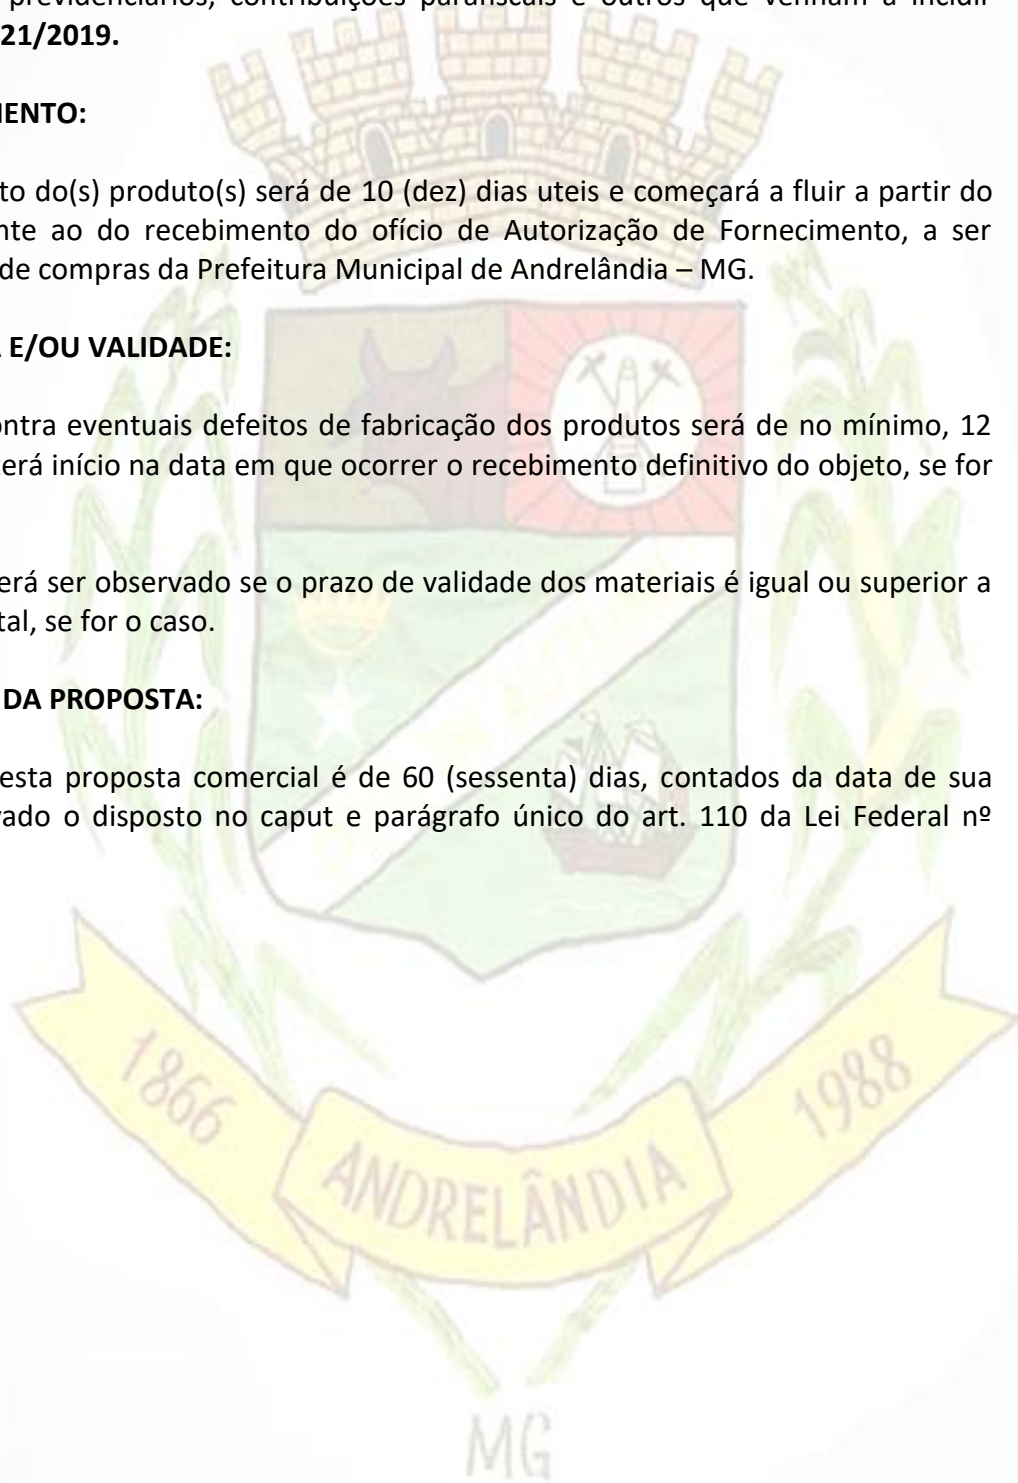 previdenciários, contribuições parafiscais e outros que venham a incidir
21/2019.
MENTO:
to do(s) produto(s) será de 10 (dez) dias uteis e começará a fluir a partir do
nte ao do recebimento do ofício de Autorização de Fornecimento, a ser
de compras da Prefeitura Municipal de Andrelândia – MG.
E/OU VALIDADE:
ontra eventuais defeitos de fabricação dos produtos será de no mínimo, 12
terá início na data em que ocorrer o recebimento definitivo do objeto, se for
erá ser observado se o prazo de validade dos materiais é igual ou superior a
tal, se for o caso.
DA PROPOSTA:
esta proposta comercial é de 60 (sessenta) dias, contados da data de sua
vado o disposto no caput e parágrafo único do art. 110 da Lei Federal nº
1866 ANDRELÂNDIA 1988
MG